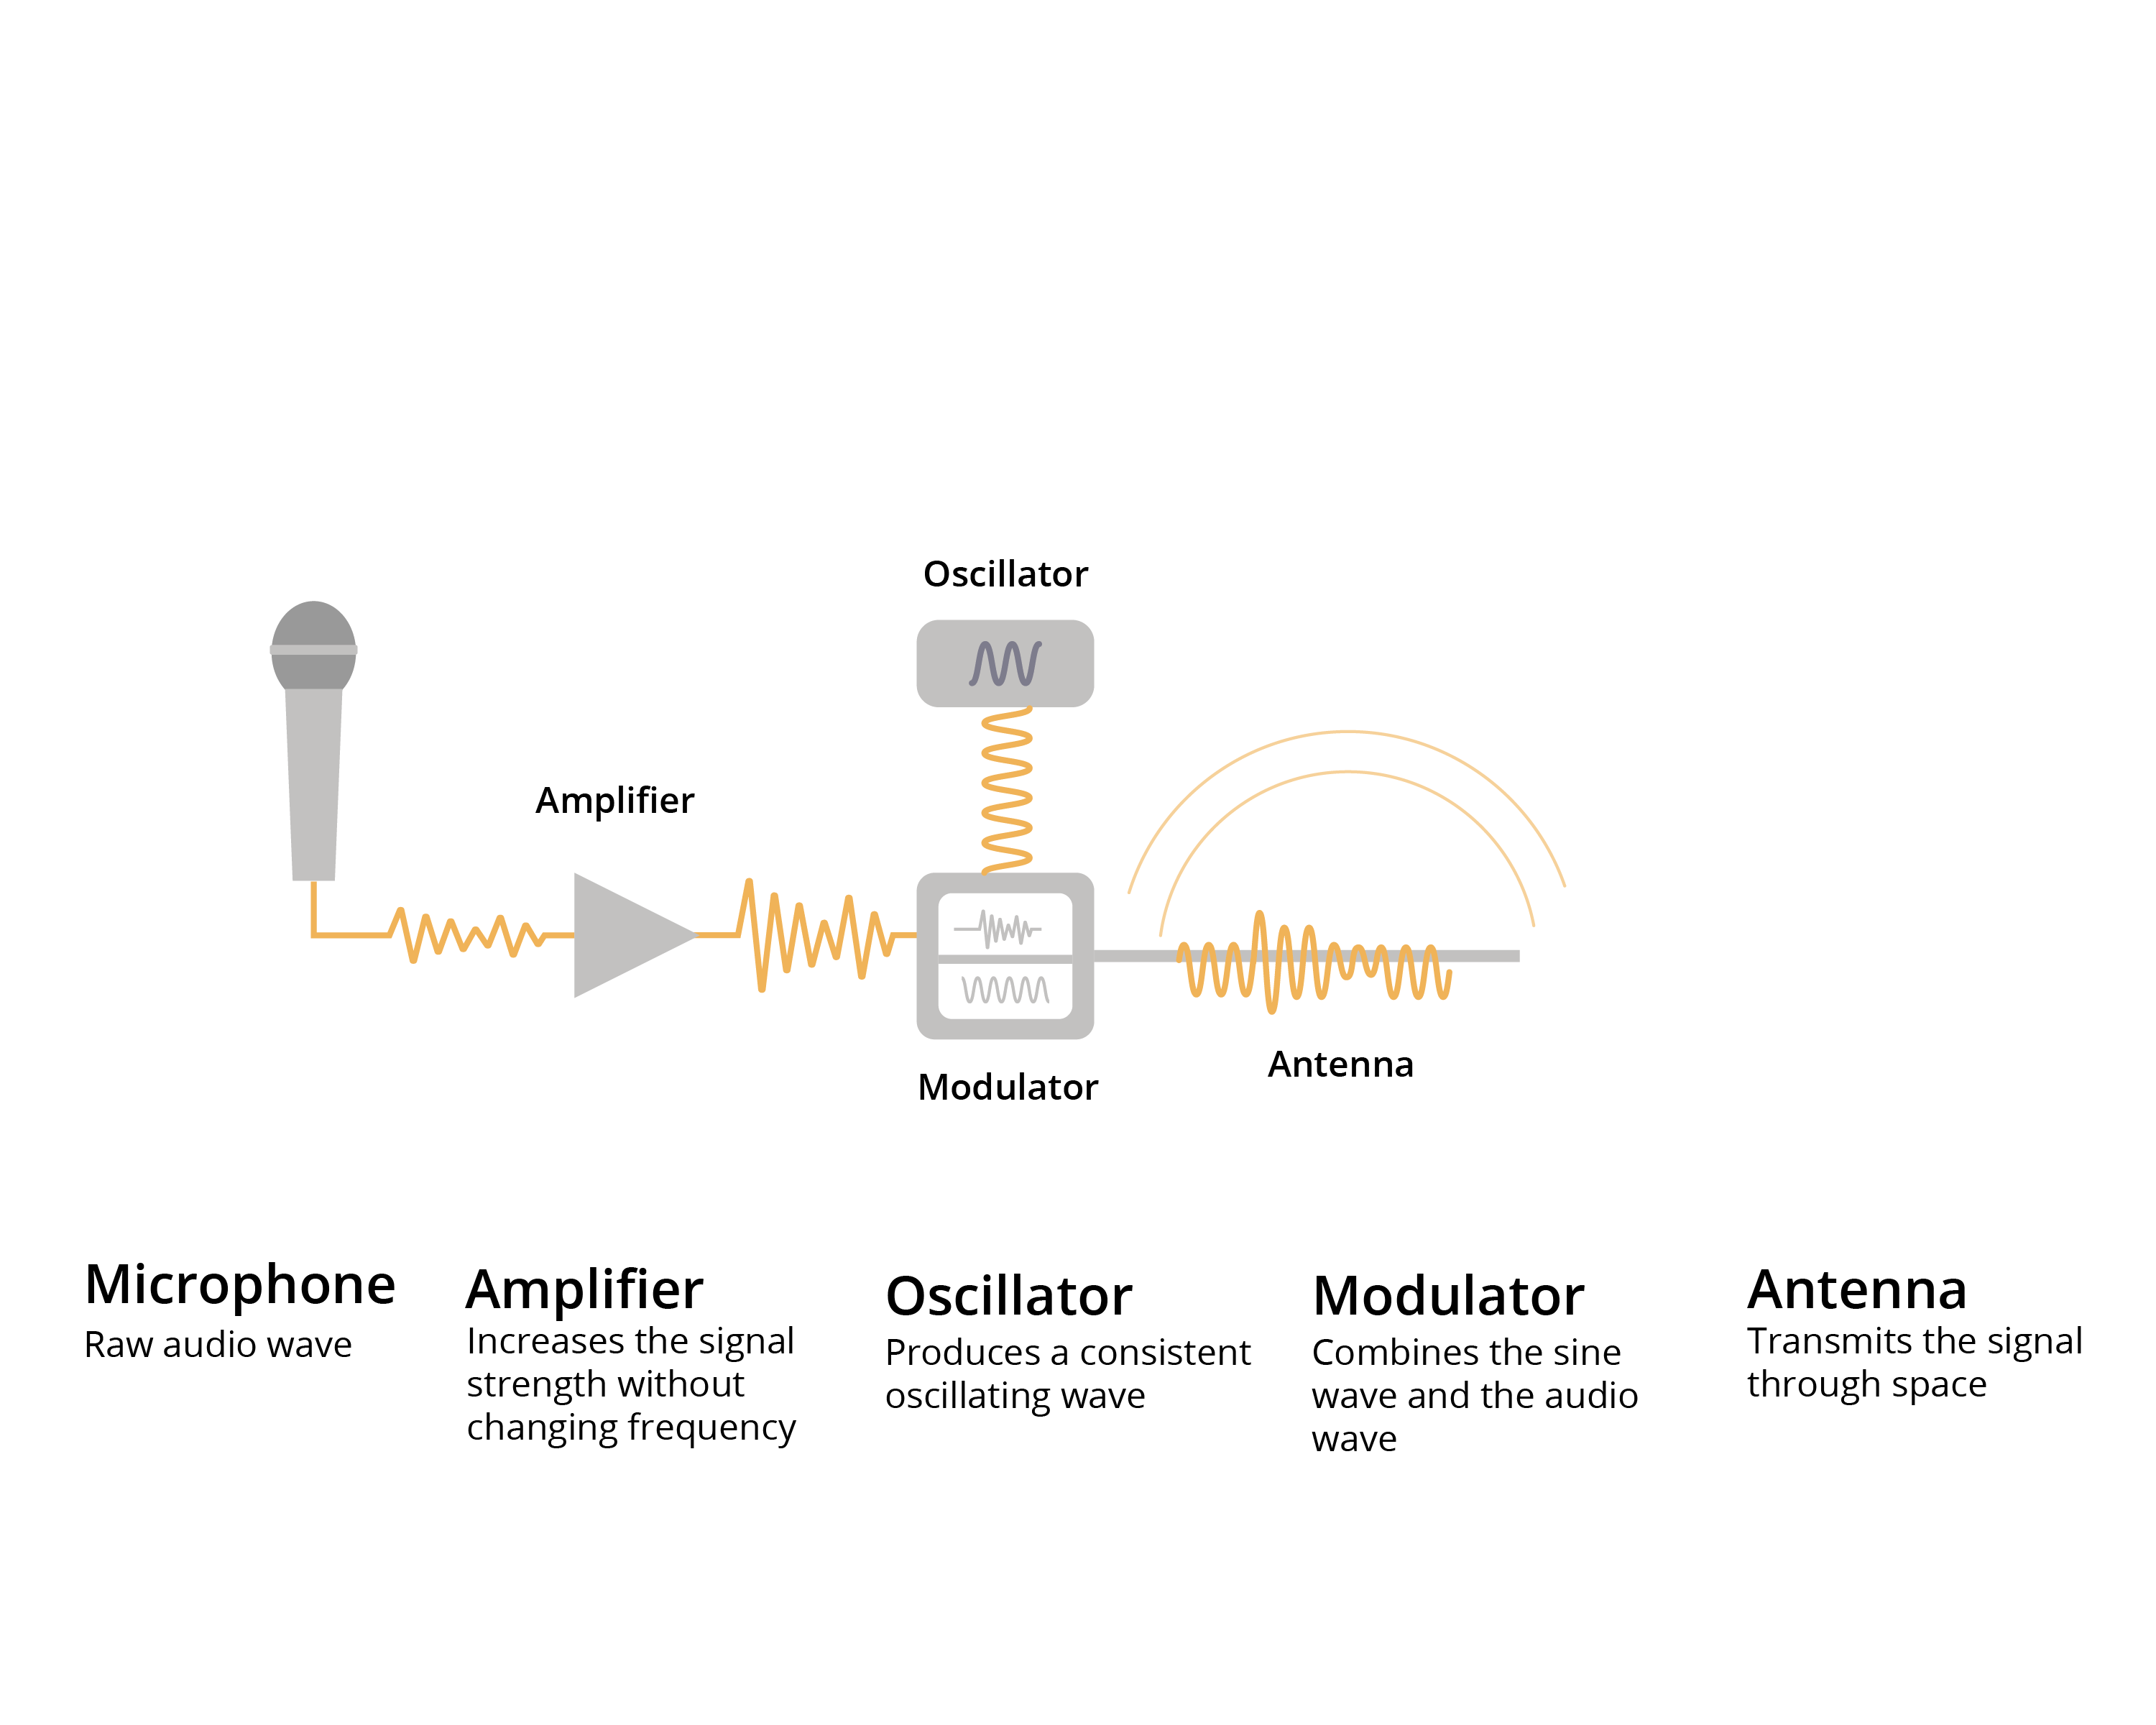 Oscillator
Amplifier
Modulator
Antenna
Microphone
Raw audio wave
Amplifier
Increases the signal
strength without
changing frequency
Oscillator
Produces a consistent
oscillating wave
Modulator
Combines the sine
wave and the audio
wave
Antenna
Transmits the signal
through space